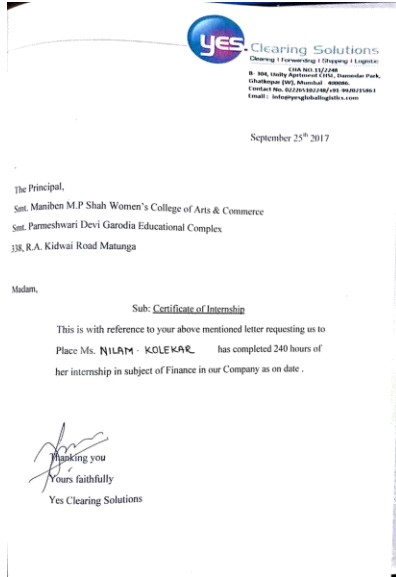 yes. Clearing Solutions
Clearing | Forwarding | Shipping | Logistic
CHA NO.11/2248
B- 304, Unity Apartment CHSL, Damodar Park,
Ghatkopar (W), Mumbai 400086.
Contact No.
Email : info@yesgloballogistics.com
September 25th 2017
The Principal,
Smt. Maniben M.P Shah Women's College of Arts & Commerce
Smt. Parmeshwari Devi Garodia Educational Complex
338, R.A. Kidwai Road Matunga
Madam,
Sub: Certificate of Internship
This is with reference to your above mentioned letter requesting us to
Place Ms. NILAM · KOLEKAR has completed 240 hours of
her internship in subject of Finance in our Company as on date .
Thanking you
Yours faithfully
Yes Clearing Solutions